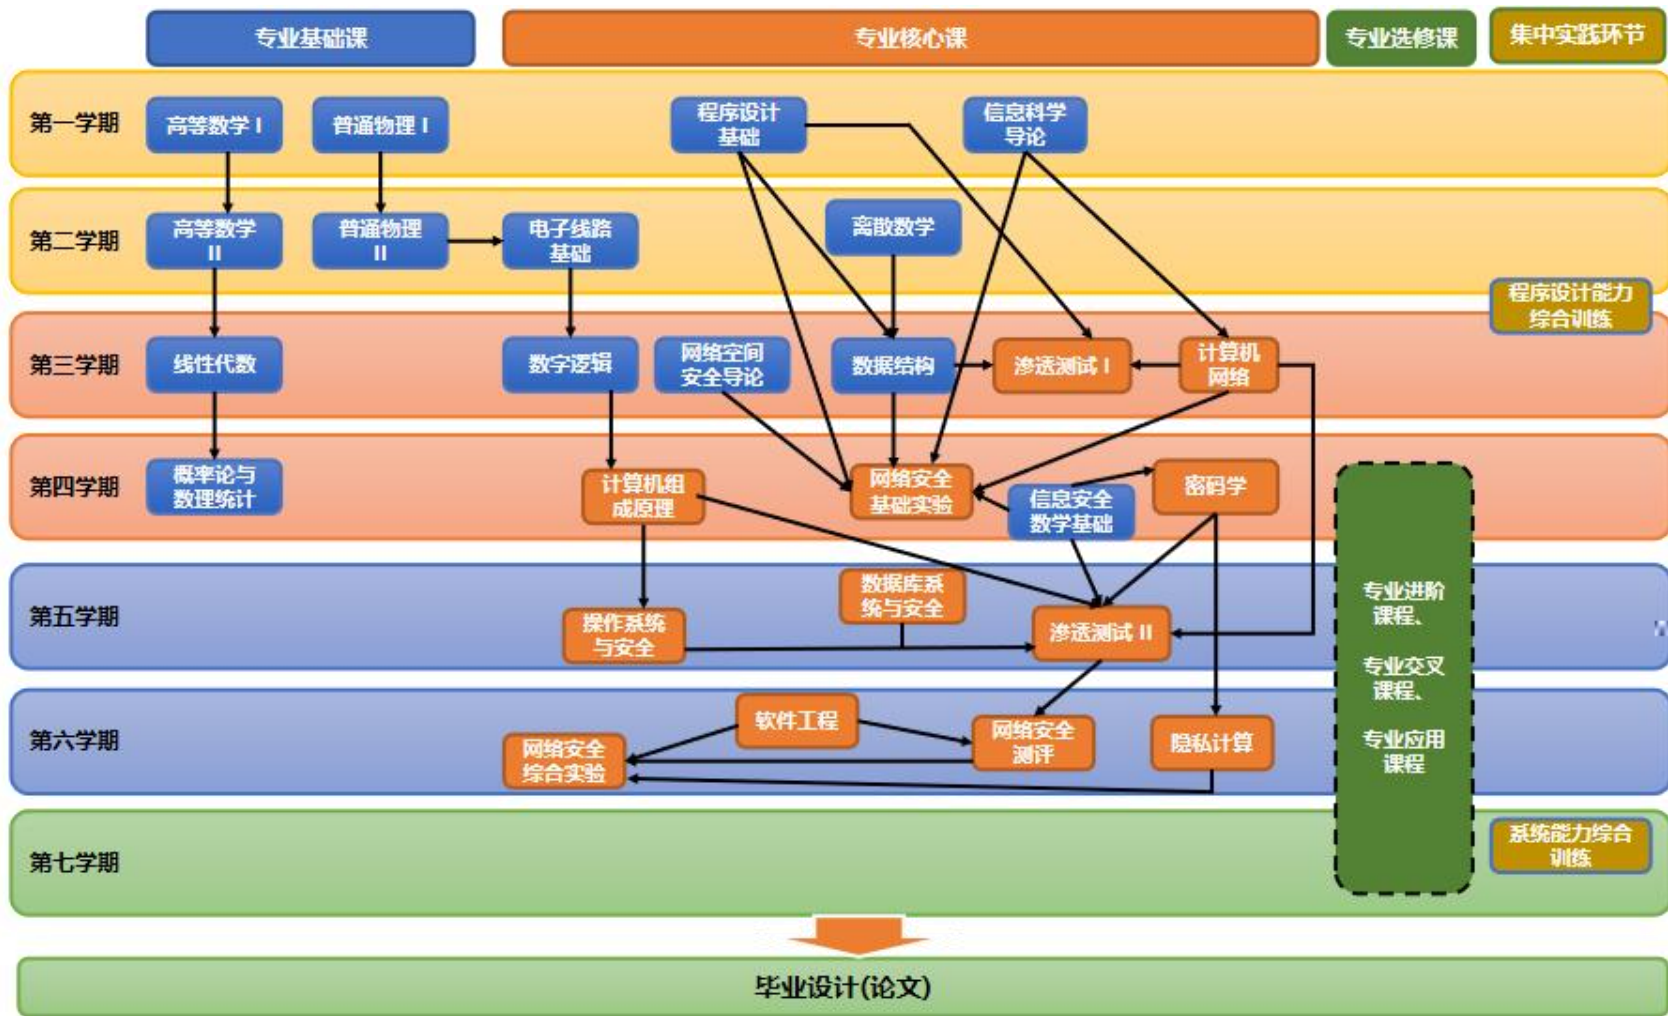 专业基础课
专业核心课
专业选修课
集中实践环节
第一学期
高等数学 I
普通物理 I
程序设计
基础
信息科学
导论
第二学期
高等数学
II
普通物理
II
电子线路
基础
离散数学
程序设计能力
综合训练
第三学期
线性代数
数字逻辑
网络空间
安全导论
数据结构
渗透测试 I
计算机
网络
第四学期
概率论与
数理统计
计算机组
成原理
网络安全
基础实验
信息安全
数学基础
密码学
第五学期
操作系统
与安全
数据库系
统与安全
渗透测试 II
专业进阶
课程、
专业交叉
课程、
专业应用
课程
第六学期
网络安全
综合实验
软件工程
网络安全
测评
隐私计算
第七学期
系统能力综合
训练
毕业设计(论文)